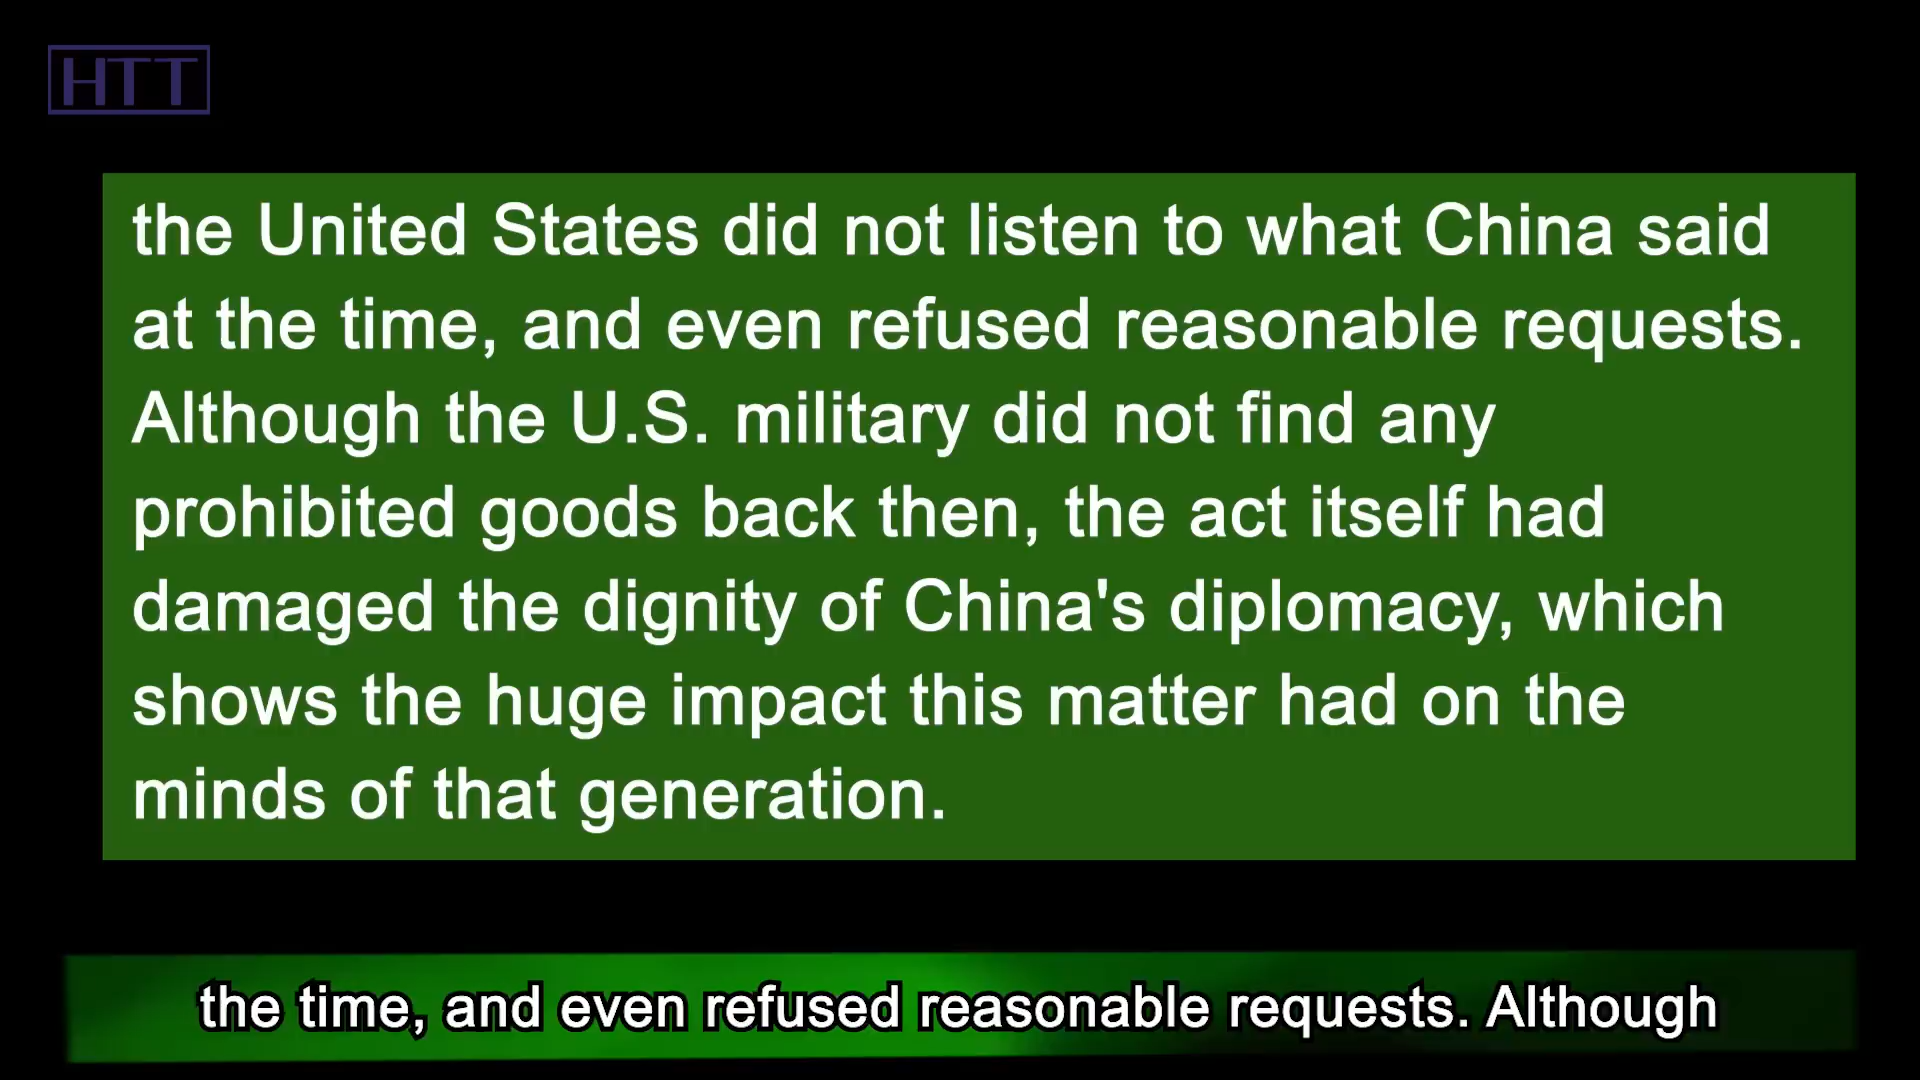 HTT
the United States did not listen to what China said
at the time, and even refused reasonable requests.
Although the U.S. military did not find any
prohibited goods back then, the act itself had
damaged the dignity of China's diplomacy, which
shows the huge impact this matter had on the
minds of that generation.
the time, and even refused reasonable requests. Although